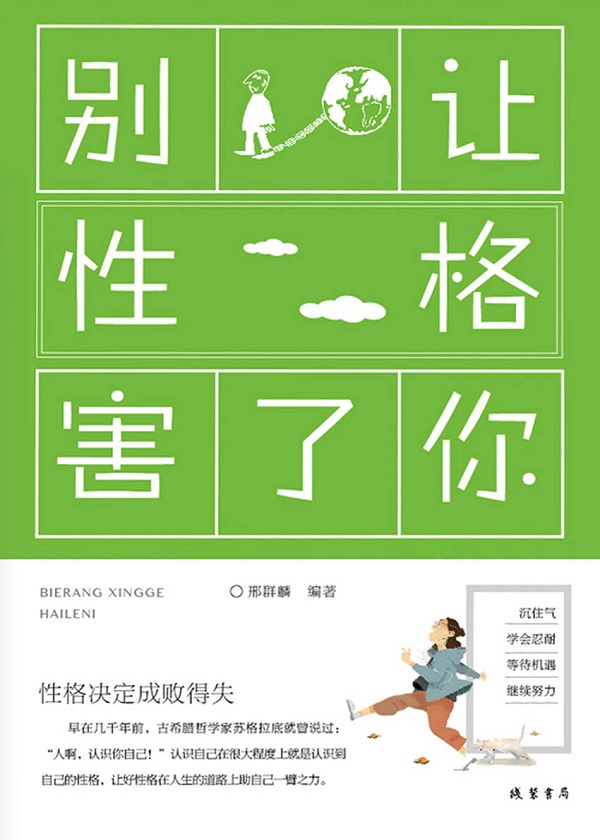 别让
性格
害了你
BIERANG XINGGE
HAILENI
邢群麟 编著
沉住气
学会忍耐
等待机遇
继续努力
性格决定成败得失
早在几千年前，古希腊哲学家苏格拉底就曾说过：
“人啊，认识你自己！”认识自己在很大程度上就是认识到
自己的性格，让好性格在人生的道路上助自己一臂之力。
线装书局